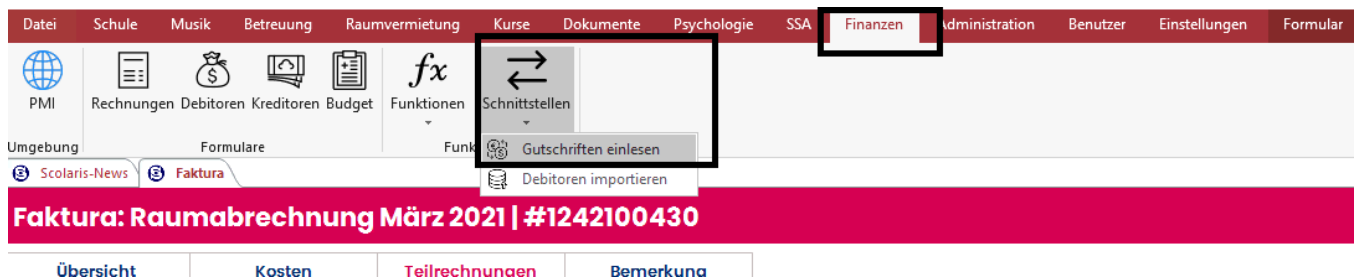 Datei Schule Musik Betreuung Raumvermietung Kurse Dokumente Psychologie SSA Finanzen Administration Benutzer Einstellungen Formular
PMI Rechnungen Debitoren Kreditoren Budget Funktionen Schnittstellen
Umgebung Formulare Funk
Gutschriften einlesen
Scolaris-News Faktura
Debitoren importieren
Faktura: Raumabrechnung März 2021 | #1242100430
Übersicht Kosten Teilrechnungen Bemerkung